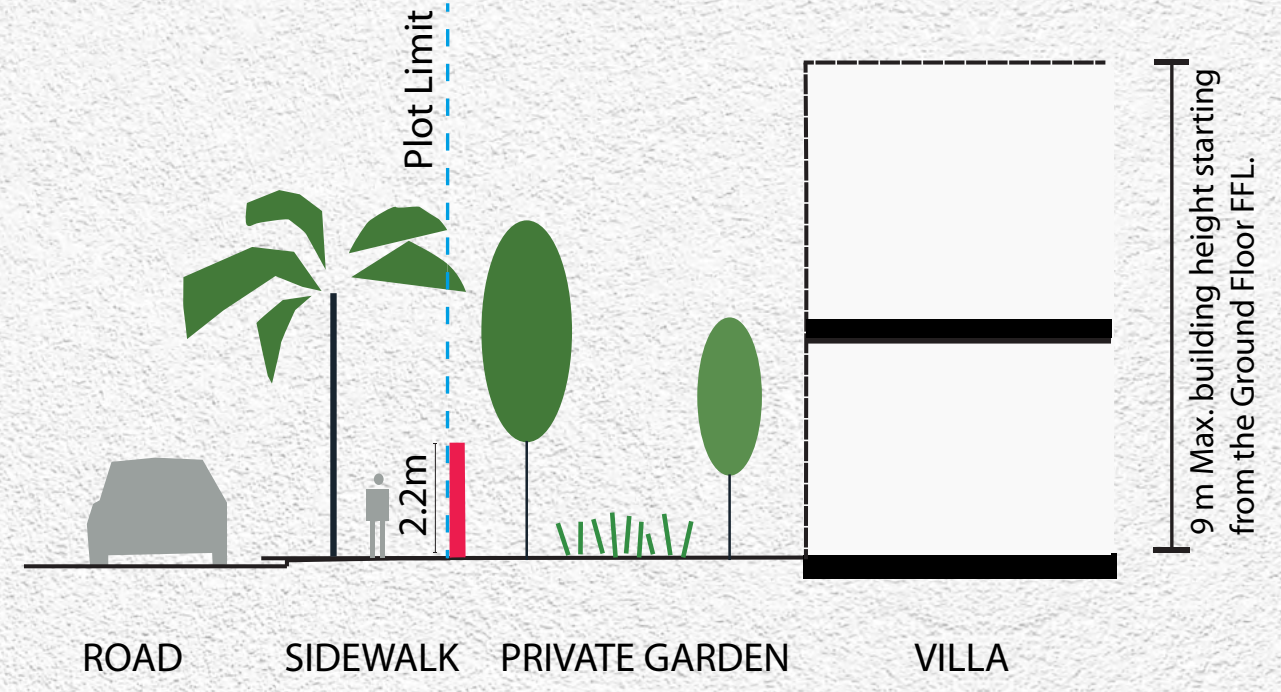 Plot Limit
9 m Max. building height starting
from the Ground Floor FFL.
2.2m
ROAD
SIDEWALK
PRIVATE GARDEN
VILLA